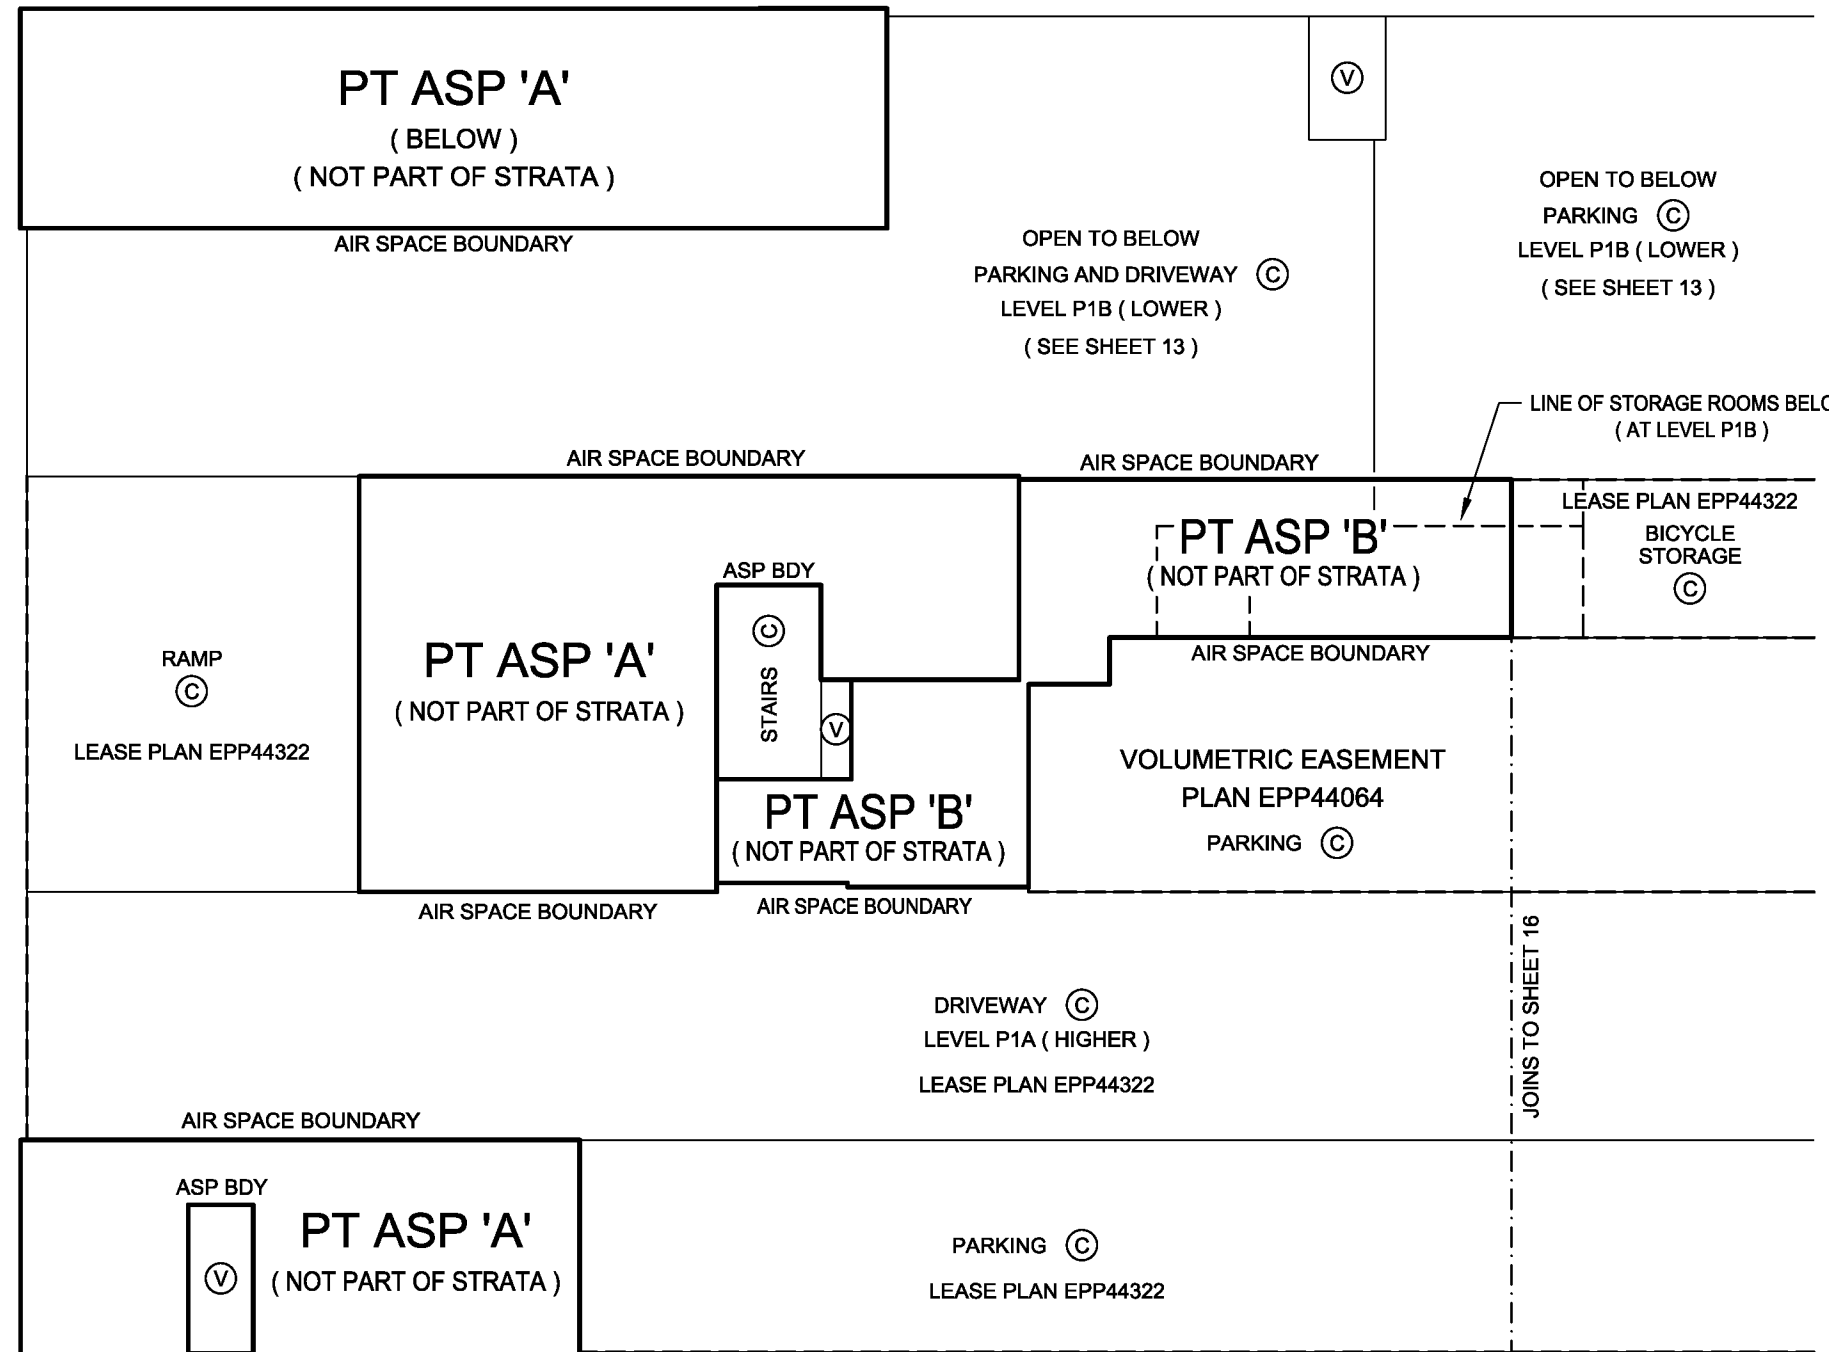 PT ASP 'A'
( BELOW )
( NOT PART OF STRATA )
AIR SPACE BOUNDARY
V
OPEN TO BELOW
PARKING AND DRIVEWAY C
LEVEL P1B ( LOWER )
( SEE SHEET 13 )
OPEN TO BELOW
PARKING C
LEVEL P1B ( LOWER )
( SEE SHEET 13 )
LINE OF STORAGE ROOMS
( AT LEVEL P1B )
AIR SPACE BOUNDARY
AIR SPACE BOUNDARY
LEASE PLAN EPP44322
BICYCLE
STORAGE
C
PT ASP 'B'
( NOT PART OF STRATA )
AIR SPACE BOUNDARY
ASP BDY
C
STAIRS
V
RAMP
C
LEASE PLAN EPP44322
PT ASP 'A'
( NOT PART OF STRATA )
AIR SPACE BOUNDARY
PT ASP 'B'
( NOT PART OF STRATA )
AIR SPACE BOUNDARY
VOLUMETRIC EASEMENT
PLAN EPP44064
PARKING C
JOINS TO SHEET 16
DRIVEWAY C
LEVEL P1A ( HIGHER )
LEASE PLAN EPP44322
AIR SPACE BOUNDARY
ASP BDY
V
PT ASP 'A'
( NOT PART OF STRATA )
PARKING C
LEASE PLAN EPP44322